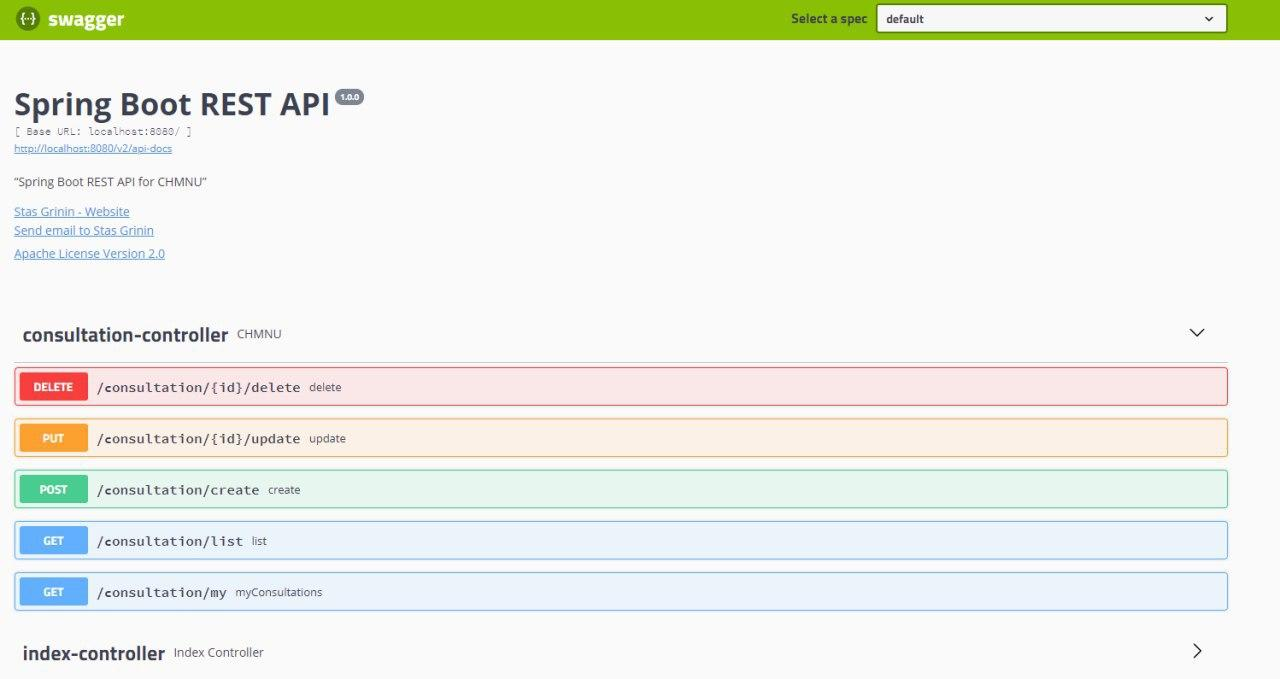 {··} swagger
Select a spec default
Spring Boot REST API 1.0.0
[ Base URL: localhost:8080/ ]
http://localhost:8080/v2/api-docs
"Spring Boot REST API for CHMNU"
Stas Grinin - Website
Send email to Stas Grinin
Apache License Version 2.0
consultation-controller CHMNU
DELETE /consultation/{id}/delete delete
PUT /consultation/{id}/update update
POST /consultation/create create
GET /consultation/list list
GET /consultation/my myConsultations
index-controller Index Controller